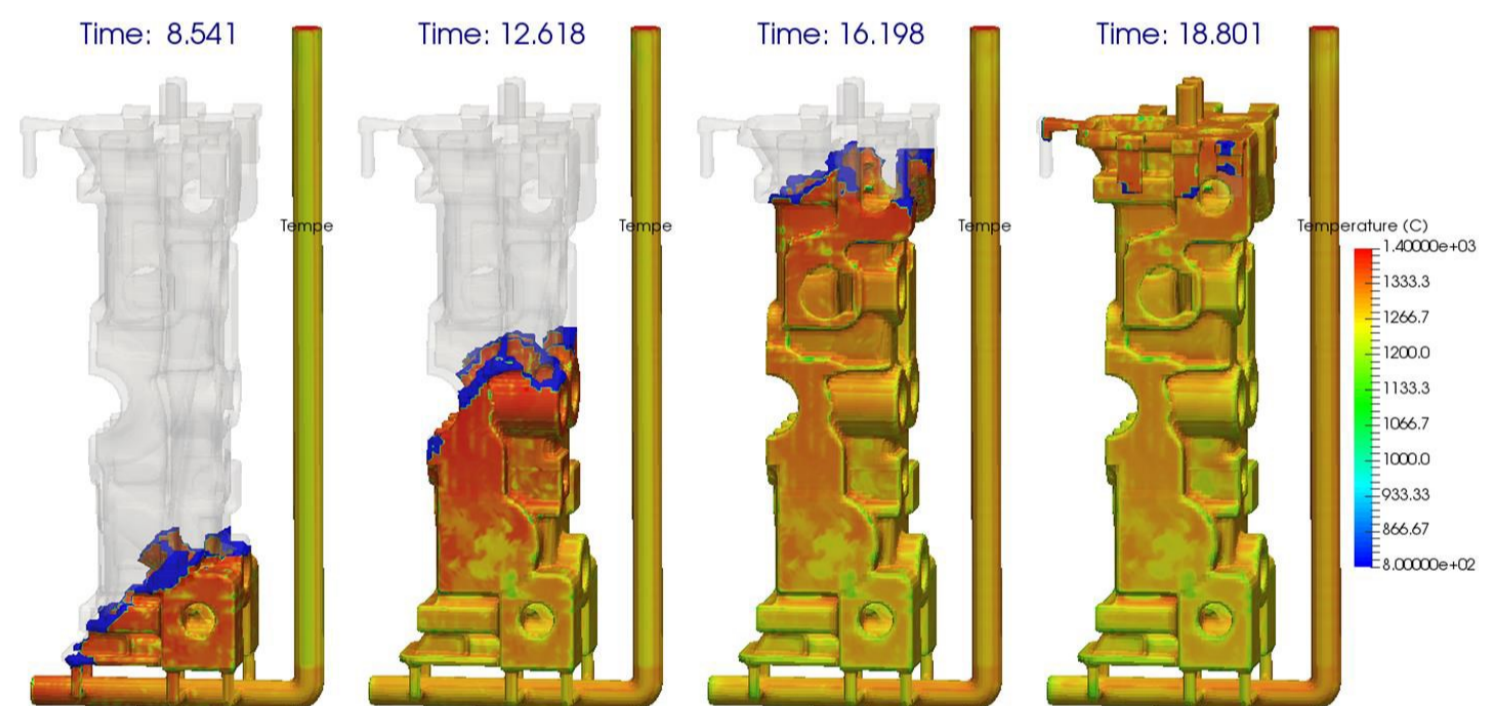 Time: 8.541
Time: 12.618
Time: 16.198
Time: 18.801
Tempe
Tempe
Tempe
Temperature (C)
1.40000e+03
1333.3
1266.7
1200.0
1133.3
1066.7
1000.0
933.33
866.67
8.00000e+02